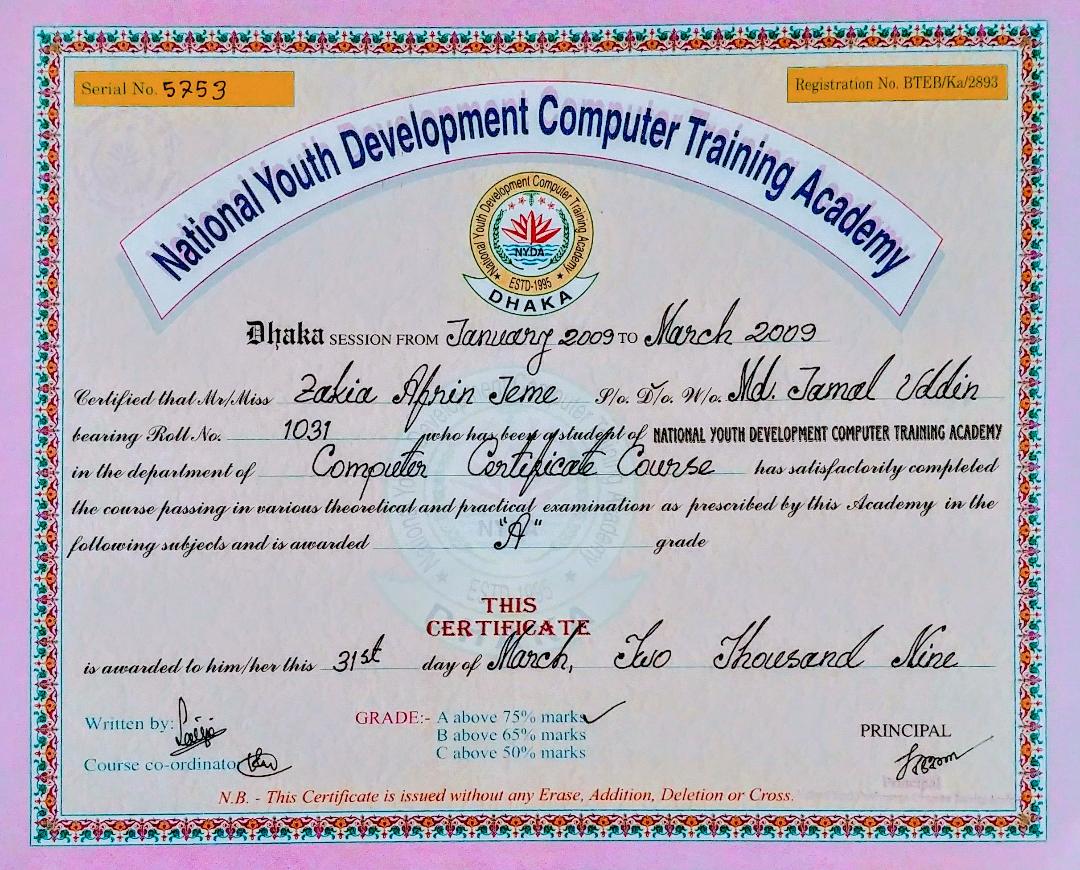 Serial No. 5753
Registration No. BTEB/Ka/2893
National Youth Development Computer Training Academy
National Youth Development Computer Training Academy
NYDA
ESTD-1995
DHAKA
Dhaka SESSION FROM January 2009 TO March 2009
Certified that Mr/Miss Zakia Afrin Jeme S/o. D/o. W/o. Md. Jamal Uddin
bearing Roll No. 1031 who has been a student of NATIONAL YOUTH DEVELOPMENT COMPUTER TRAINING ACADEMY
in the department of Computer Certificate Course has satisfactorily completed
the course passing in various theoretical and practical examination as prescribed by this Academy in the
following subjects and is awarded "A" grade
THIS
CERTIFICATE
is awarded to him/her this 31st day of March, Two Thousand Nine
Written by:
GRADE:- A above 75% marks ✓
B above 65% marks
C above 50% marks
PRINCIPAL
Course co-ordinator
Principal
N.B. - This Certificate is issued without any Erase, Addition, Deletion or Cross.